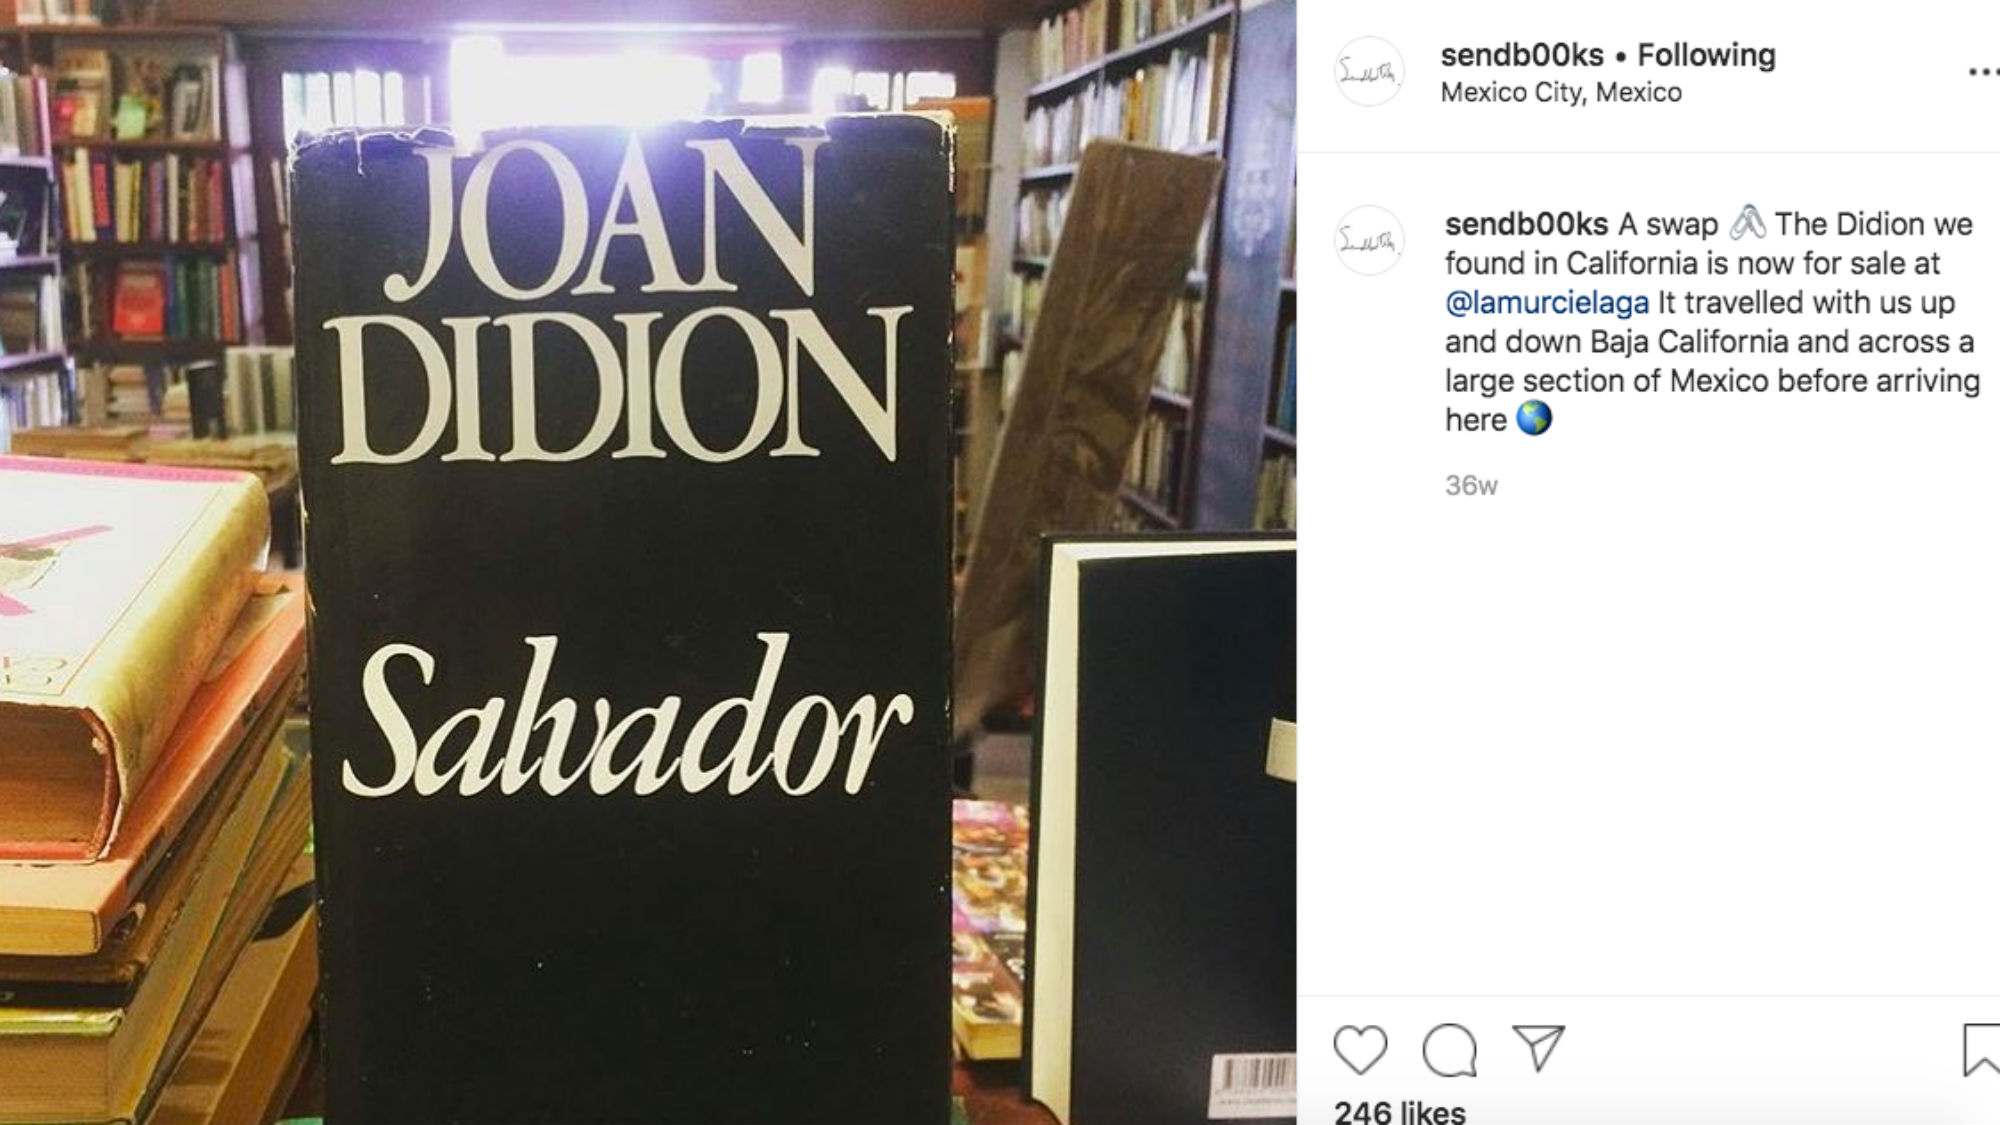 JOAN
DIDION
Salvador
sendb00ks • Following
Mexico City, Mexico
sendb00ks A swap 🖇 The Didion we
found in California is now for sale at
@lamurcielaga It travelled with us up
and down Baja California and across a
large section of Mexico before arriving
here 🌎
36w
246 likes